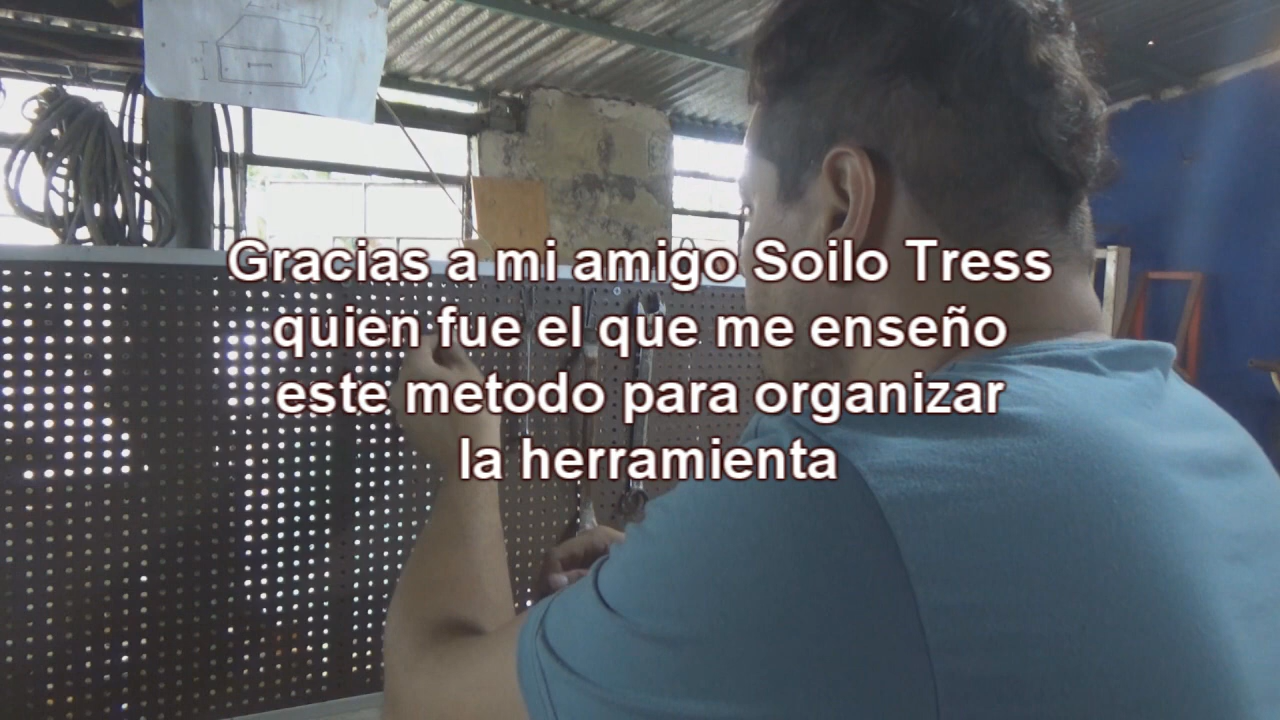 Gracias a mi amigo Soilo Tress
quien fue el que me enseño
este metodo para organizar
la herramienta